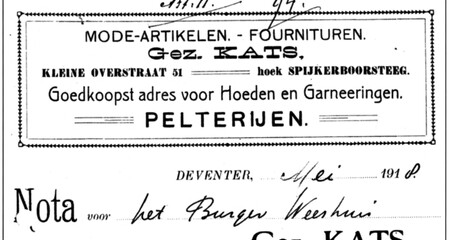 MODE-ARTIKELEN. - FOURNITUREN.
Gez. KATS,
KLEINE OVERSTRAAT 51 hoek SPIJKERBOORSTEEG.
Goedkoopst adres voor Hoeden en Garneeringen.
PELTERIJEN.
DEVENTER, Mei 1918.
Nota voor het Burger Weeshuis
Gez. KATS